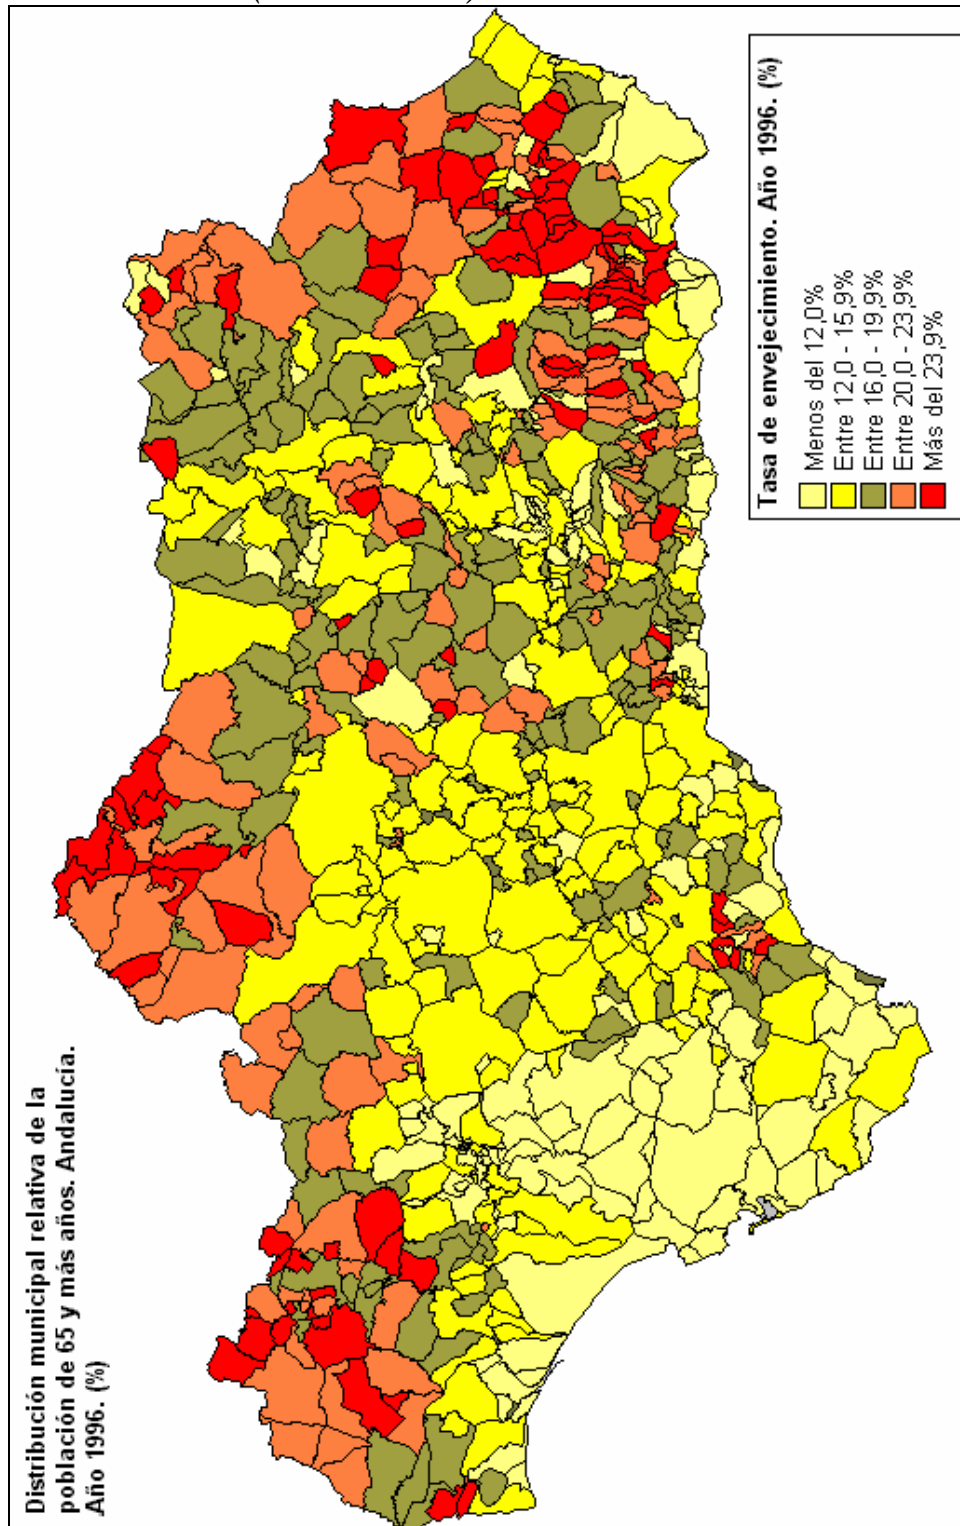 Distribución municipal relativa de la
población de 65 y más años. Andalucía.
Año 1996. (%)
Tasa de envejecimiento. Año 1996. (%)
Menos del 12,0%
Entre 12,0 - 15,9%
Entre 16,0 - 19,9%
Entre 20,0 - 23,9%
Más del 23,9%